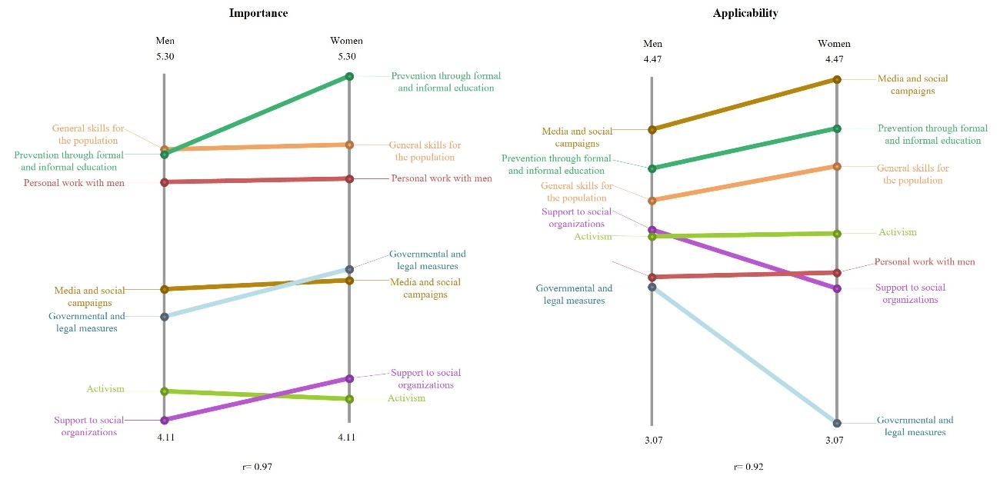 Importance
Men
5.30
Women
5.30
General skills for
the population
Prevention through formal
and informal education
Personal work with men
Media and social
campaigns
Governmental and
legal measures
Activism
Support to social
organizations
Prevention through formal
and informal education
General skills for
the population
Personal work with men
Governmental and
legal measures
Media and social
campaigns
Support to social
organizations
Activism
4.11
4.11
r= 0.97
Applicability
Men
4.47
Women
4.47
Media and social
campaigns
Prevention through formal
and informal education
General skills for
the population
Support to social
organizations
Activism
Governmental and
legal measures
Media and social
campaigns
Prevention through formal
and informal education
General skills for
the population
Activism
Personal work with men
Support to social
organizations
Governmental and
legal measures
3.07
3.07
r= 0.92